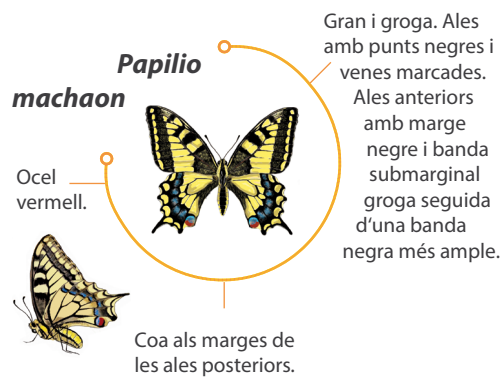 Papilio
machaon
Gran i groga. Ales
amb punts negres i
venes marcades.
Ales anteriors
amb marge
negre i banda
submarginal
groga seguida
d'una banda
negra més ample.
Ocel
vermell.
Coa als marges de
les ales posteriors.